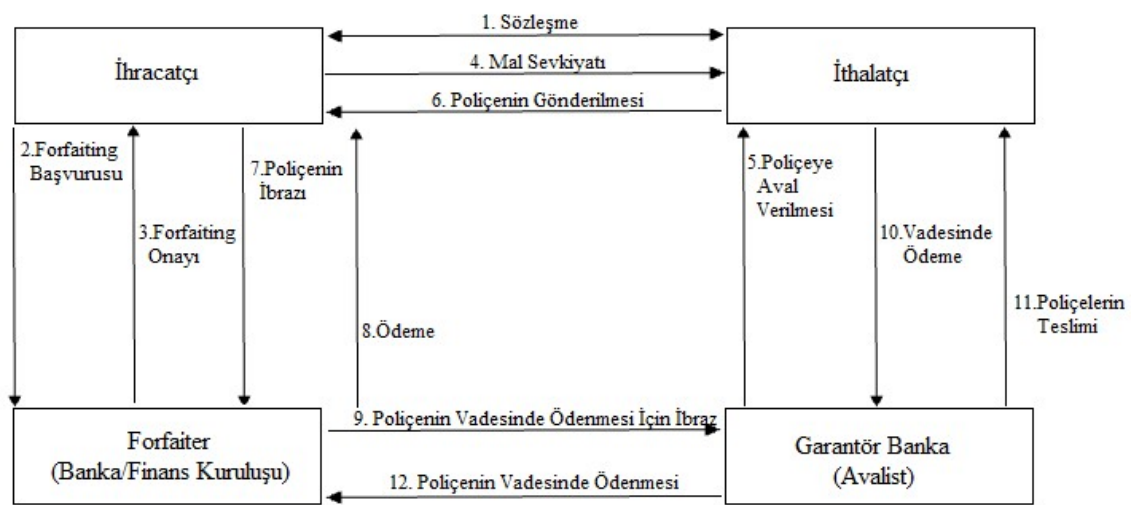 1. Sözleşme
İhracatçı
4. Mal Sevkiyatı
İthalatçı
6. Poliçenin Gönderilmesi
2.Forfaiting
Başvurusu
7.Poliçenin
İbrazı
3.Forfaiting
Onayı
8.Ödeme
5.Poliçeye
Aval
Verilmesi
10.Vadesinde
Ödeme
11.Poliçelerin
Teslimi
9. Poliçenin Vadesinde Ödenmesi İçin İbraz
Forfaiter
(Banka/Finans Kuruluşu)
Garantör Banka
(Avalist)
12. Poliçenin Vadesinde Ödenmesi